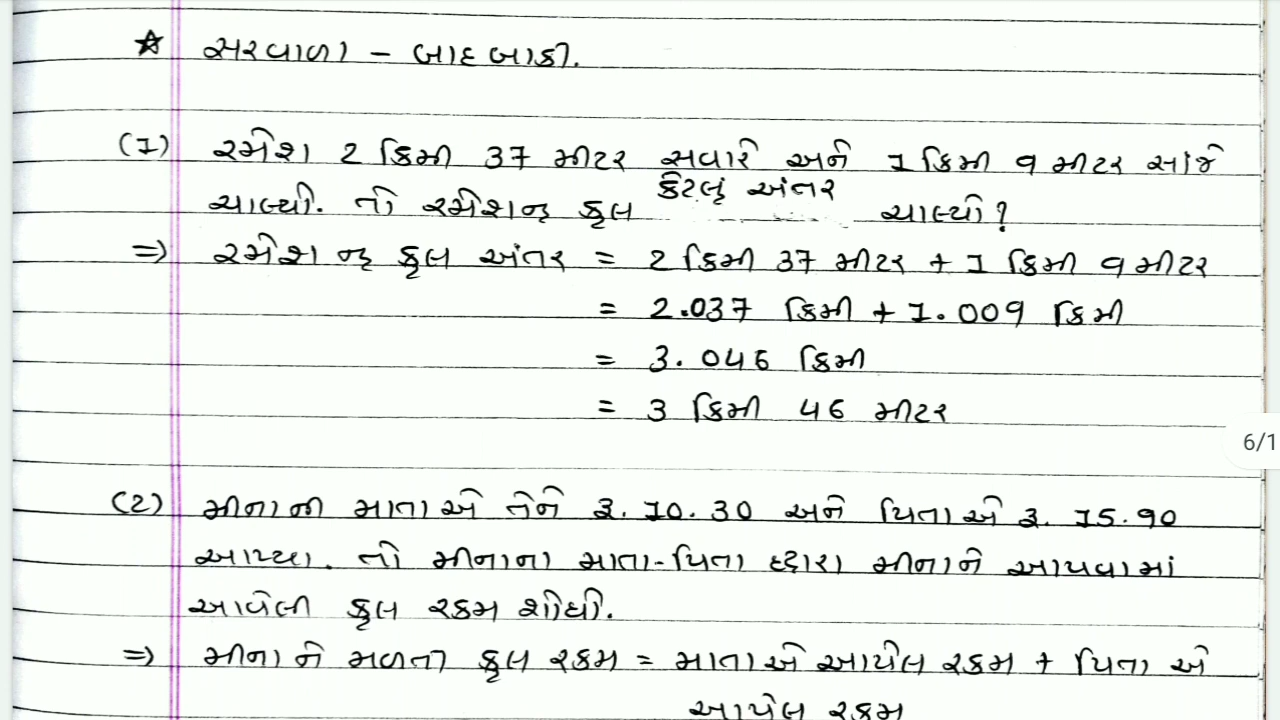 ☆ સરવાળા - બાદબાકી.
(1) રમેશ 2 કિમી 37 મીટર સવારે અને 1 કિમી 9 મીટર સાંજે
ચાલ્યો. તો રમેશનું કુલ કેટલું અંતર ચાલ્યો?
⇒ રમેશનું કુલ અંતર = 2 કિમી 37 મીટર + 1 કિમી 9 મીટર
= 2.037 કિમી + 1.009 કિમી
= 3.046 કિમી
= 3 કિમી 46 મીટર
6/1
(2) મીનાની માતાએ તેને રૂ. 10.30 અને પિતાએ રૂ. 15.90
આપ્યા. તો મીનાના માતા-પિતા દ્વારા મીનાને આપવામાં
આવેલી કુલ રકમ શોધો.
⇒ મીનાને મળતી કુલ રકમ = માતાએ આપેલ રકમ + પિતાએ
આપેલ રકમ